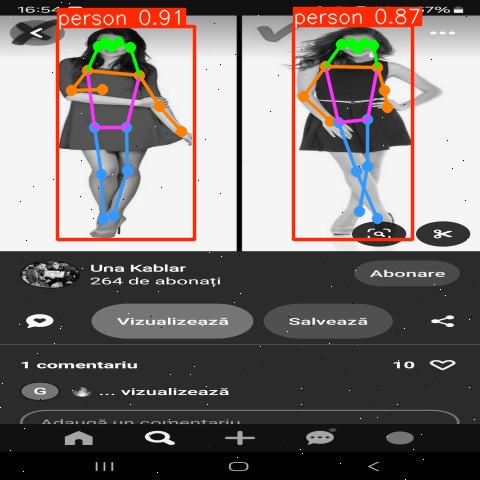 16:54
67%
person 0.91
person 0.87
Una Kablar
264 de abonați
Abonare
Vizualizează
Salvează
1 comentariu
10
G
... vizualizează
Adaugă un comentariu